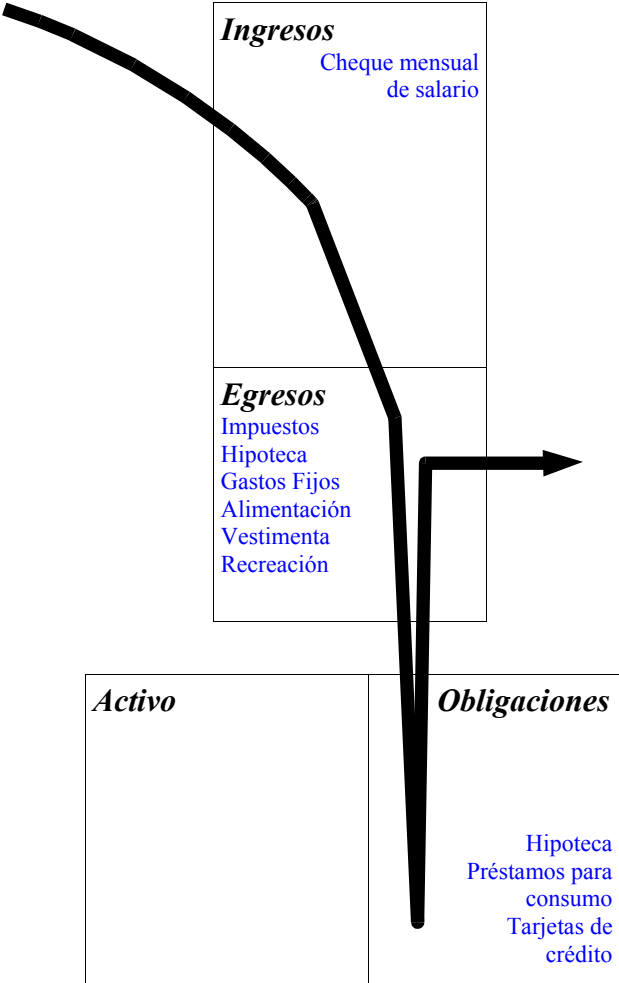 Ingresos
Cheque mensual
de salario
Egresos
Impuestos
Hipoteca
Gastos Fijos
Alimentación
Vestimenta
Recreación
Activo
Obligaciones
Hipoteca
Préstamos para
consumo
Tarjetas de
crédito